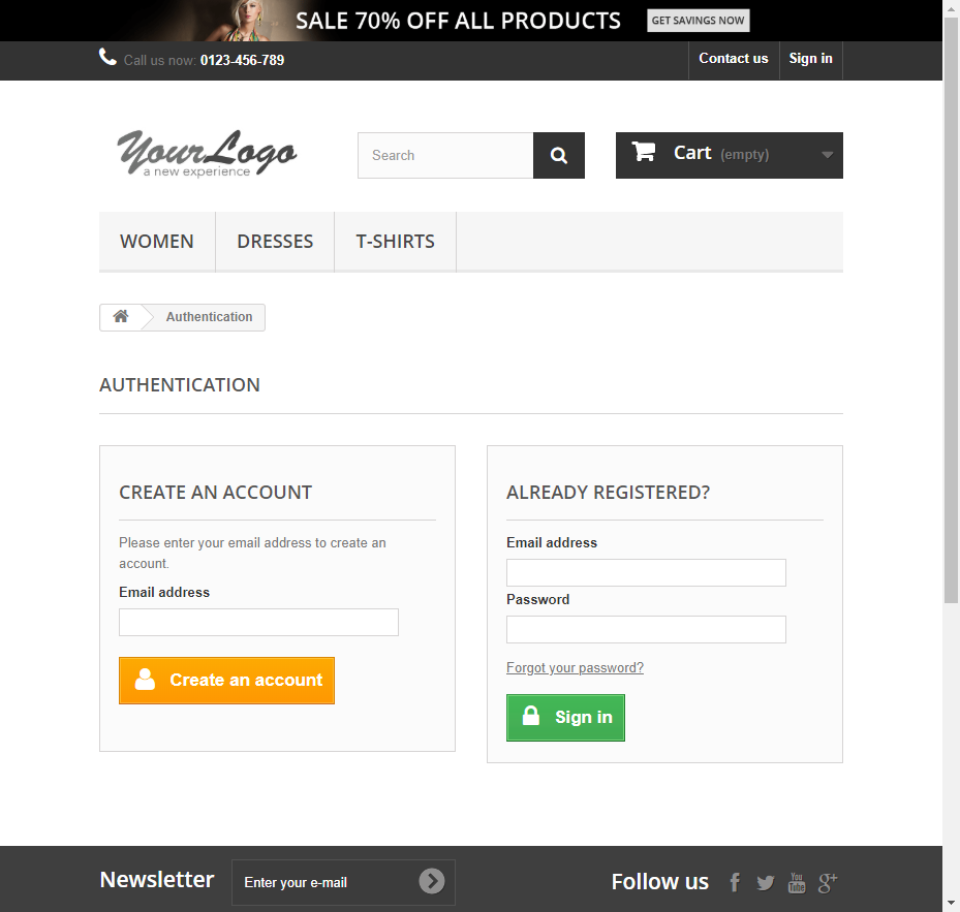 SALE 70% OFF ALL PRODUCTS GET SAVINGS NOW
Call us now: 0123-456-789 Contact us Sign in
YourLogo
a new experience
Search
Cart (empty)
WOMEN DRESSES T-SHIRTS
Authentication
AUTHENTICATION
CREATE AN ACCOUNT
Please enter your email address to create an
account.
Email address
Create an account
ALREADY REGISTERED?
Email address
Password
Forgot your password?
Sign in
Newsletter Enter your e-mail Follow us f You Tube g+